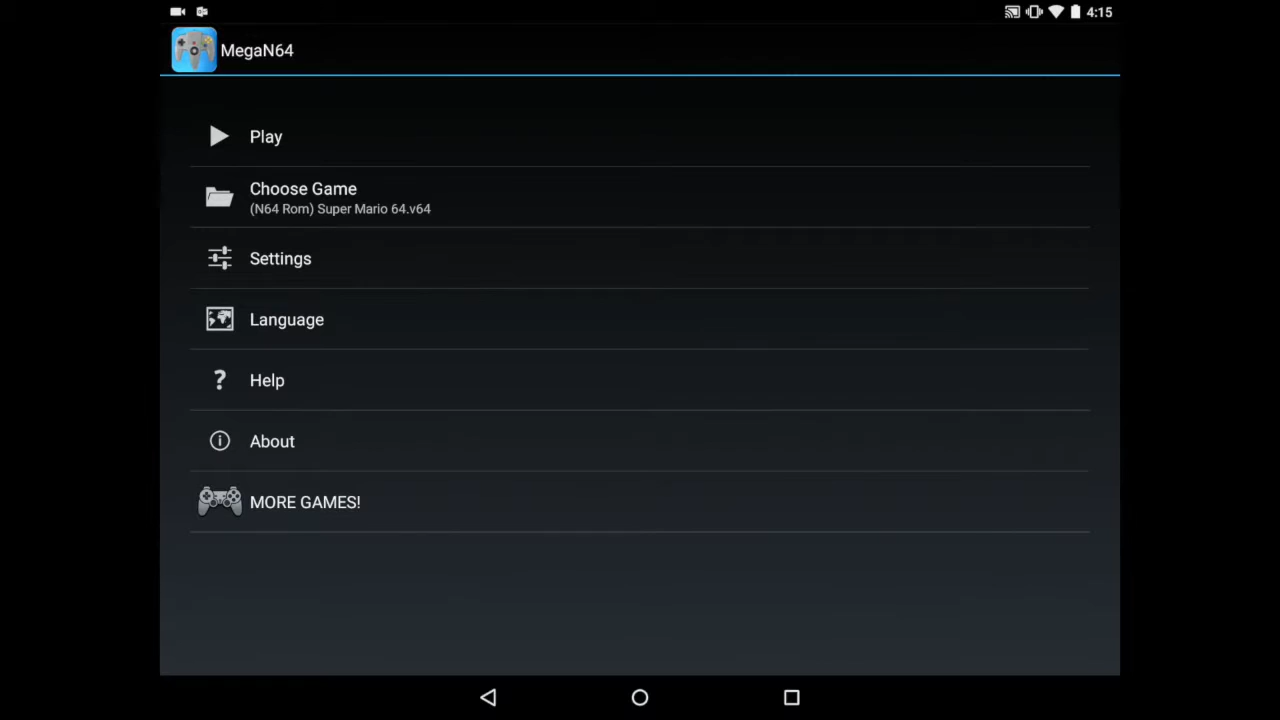 4:15
MegaN64
Play
Choose Game
(N64 Rom) Super Mario 64.v64
Settings
Language
Help
About
MORE GAMES!